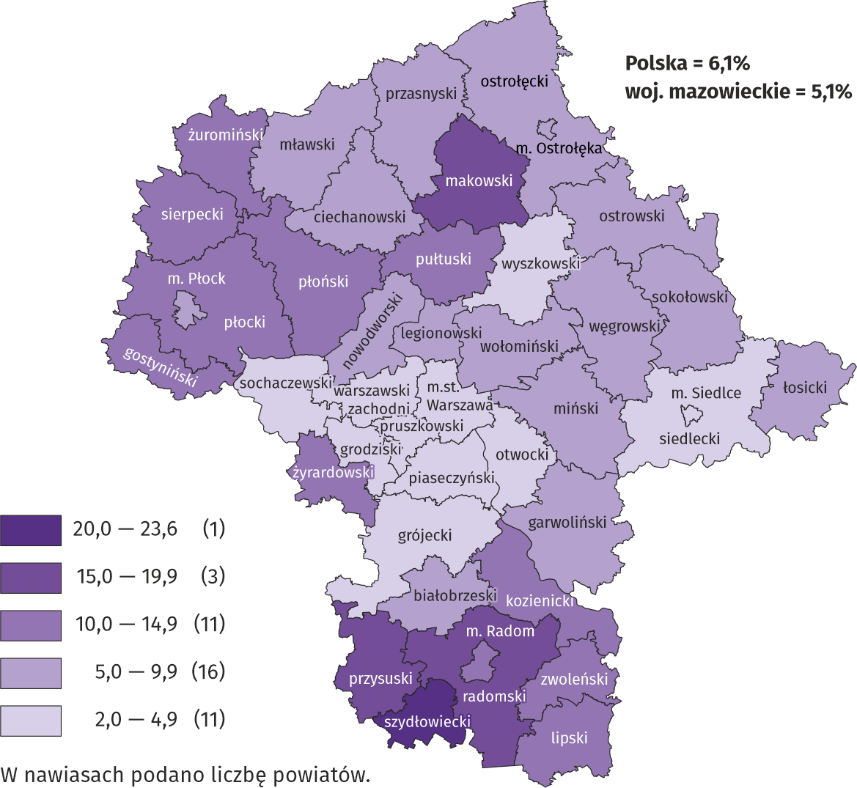 Polska = 6,1%
woj. mazowieckie = 5,1%
ostrołęcki
przasnyski
żuromiński
mławski
m. Ostrołęka
makowski
sierpecki
ciechanowski
ostrowski
pułtuski
wyszkowski
m. Płock
płoński
sokołowski
płocki
nowodworski
legionowski
węgrowski
wołomiński
gostyniński
sochaczewski
warszawski
zachodni
m.st.
Warszawa
m. Siedlce
łosicki
miński
pruszkowski
siedlecki
grodziski
otwocki
żyrardowski
piaseczyński
garwoliński
grójecki
białobrzeski
kozienicki
m. Radom
przysuski
zwoleński
radomski
szydłowiecki
lipski
20,0 — 23,6 (1)
15,0 — 19,9 (3)
10,0 — 14,9 (11)
5,0 — 9,9 (16)
2,0 — 4,9 (11)
W nawiasach podano liczbę powiatów.